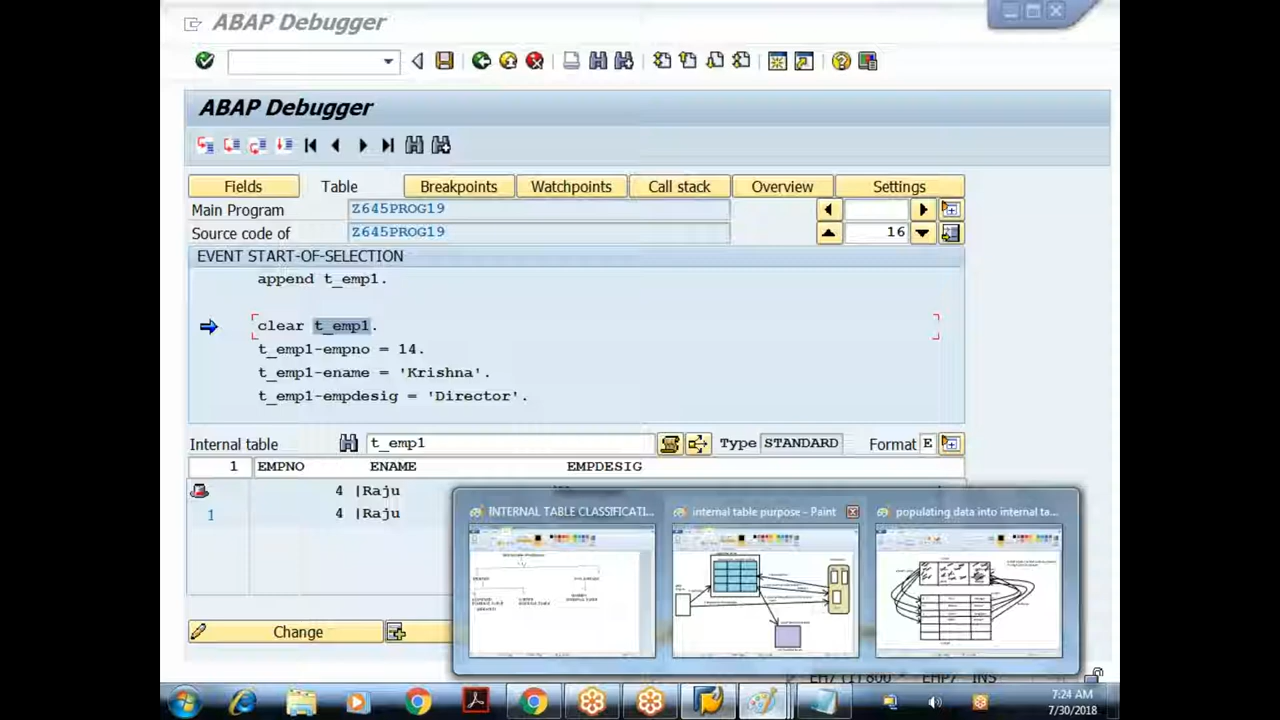 ABAP Debugger
ABAP Debugger
Fields Table Breakpoints Watchpoints Call stack Overview Settings
Main Program Z645PROG19
Source code of Z645PROG19 16
EVENT START-OF-SELECTION
append t_emp1.
clear t_emp1.
t_emp1-empno = 14.
t_emp1-ename = 'Krishna'.
t_emp1-empdesig = 'Director'.
Internal table t_emp1 Type STANDARD Format E
1 EMPNO ENAME EMPDESIG
4 |Raju
1 4 |Raju
INTERNAL TABLE CLASSIFICATI... internal table purpose - Paint populating data into internal ta...
Change
INS
7:24 AM
7/30/2018